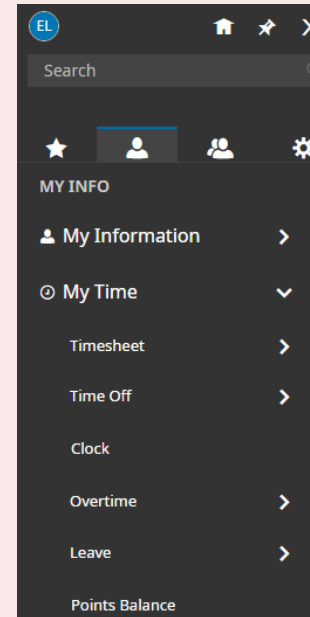 EL
Search
MY INFO
My Information
My Time
Timesheet
Time Off
Clock
Overtime
Leave
Points Balance